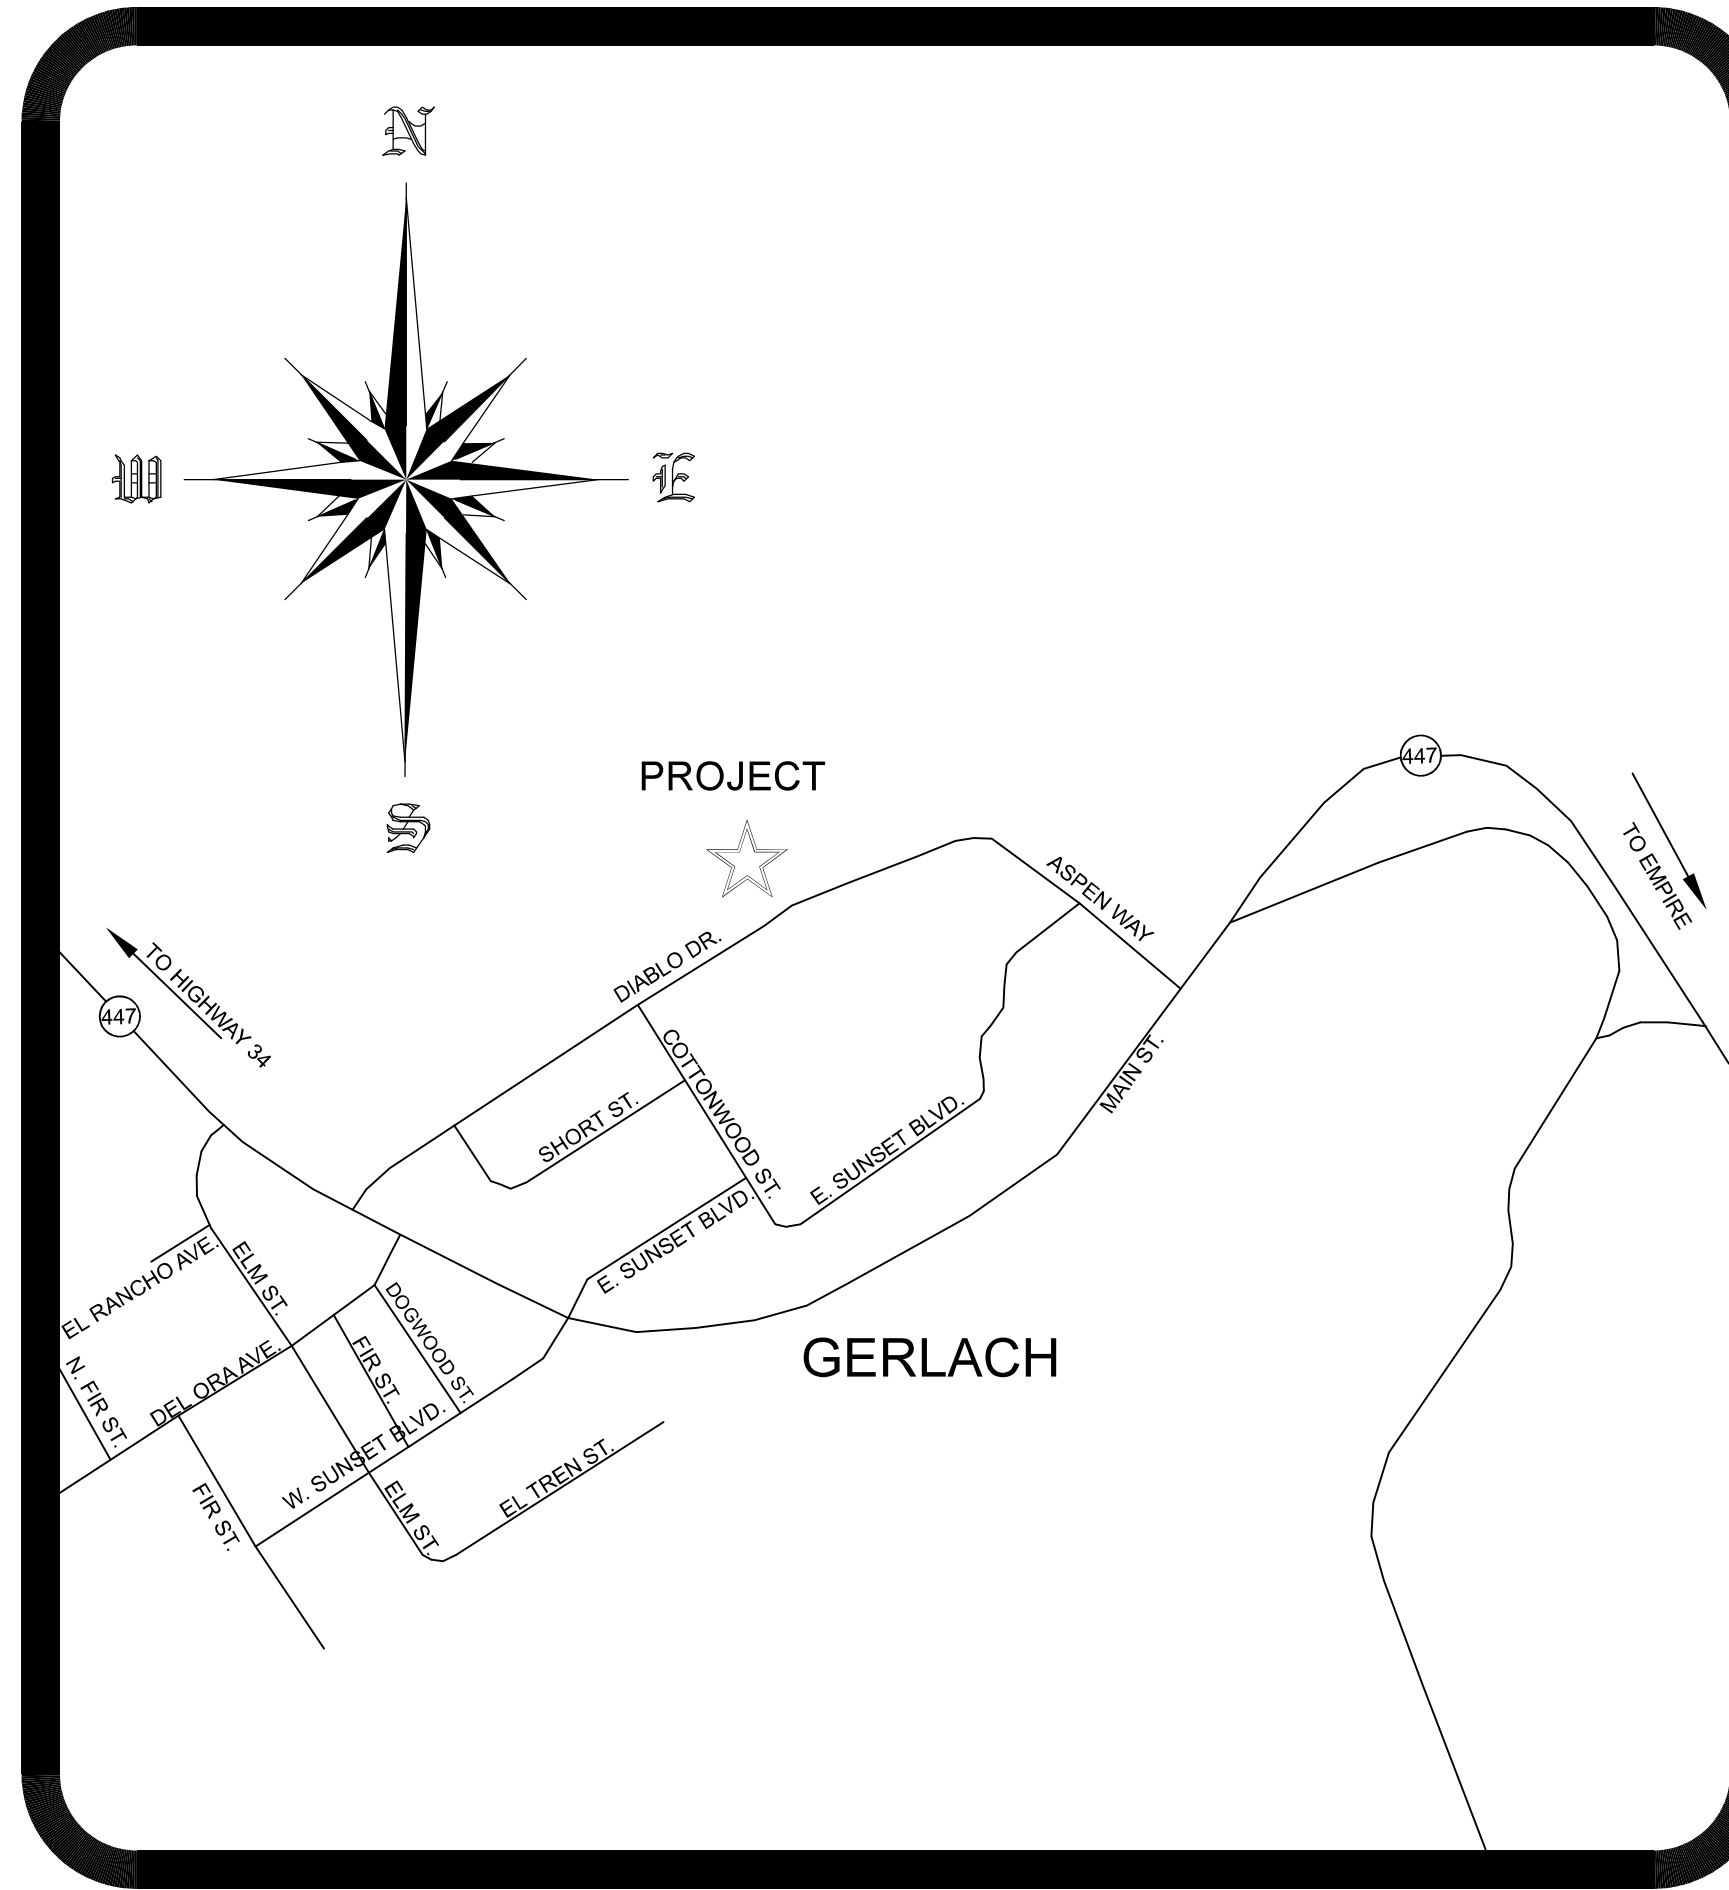 N
W
E
S
PROJECT
447
TO EMPIRE
ASPEN WAY
DIABLO DR.
TO HIGHWAY 34
447
COTTONWOOD ST.
MAIN ST.
SHORT ST.
E. SUNSET BLVD.
E. SUNSET BLVD.
EL RANCHO AVE.
ELM ST.
DOGWOOD ST.
GERLACH
N. FIR ST.
DEL ORA AVE.
FIR ST.
W. SUNSET BLVD.
EL TREN ST.
FIR ST.
ELM ST.